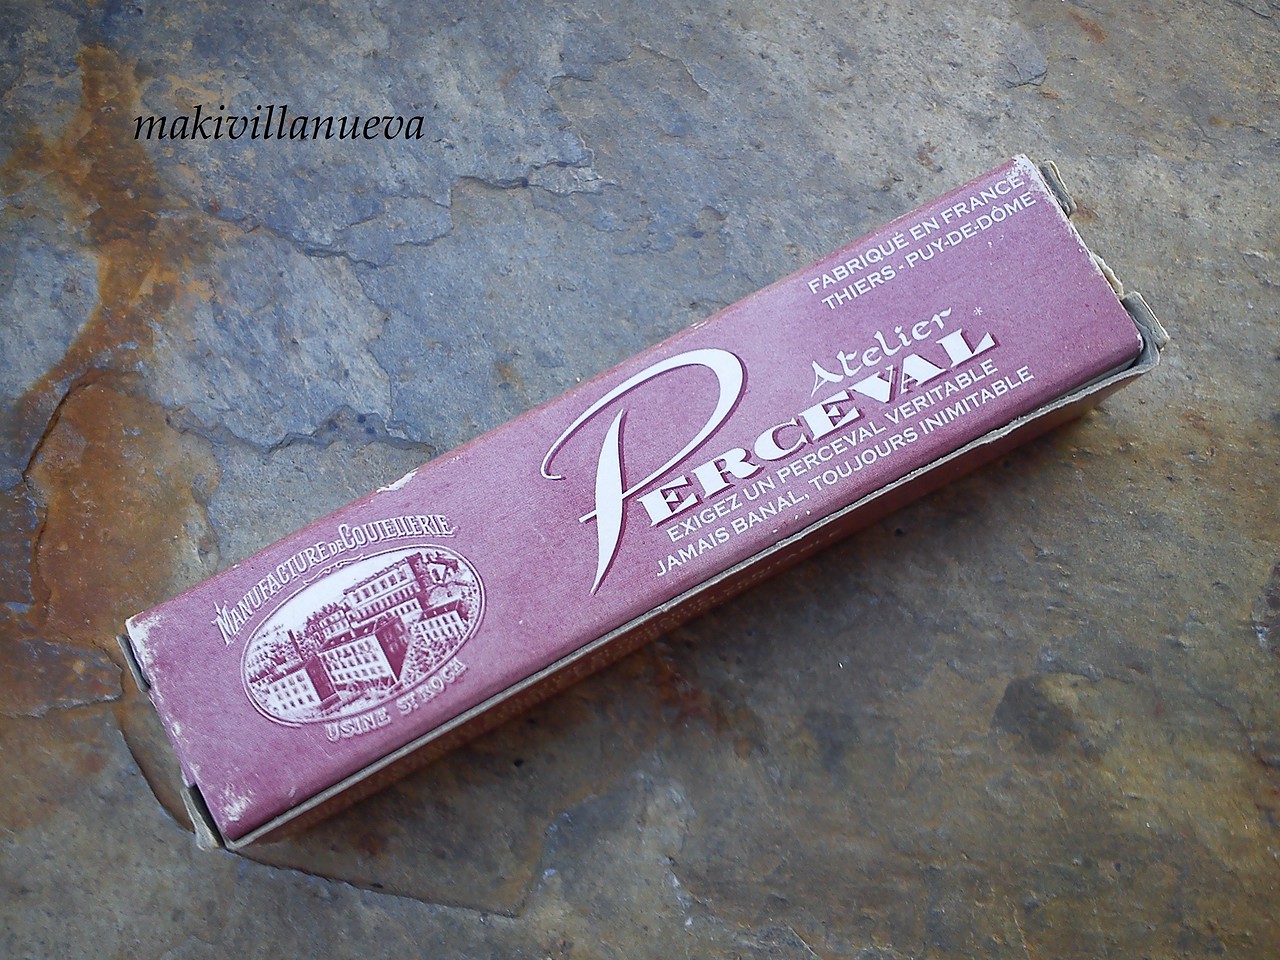 makivillanueva
FABRIQUÉ EN FRANCE
THIERS - PUY-DE-DÔME
Atelier
PERCEVAL*
EXIGEZ UN PERCEVAL VERITABLE
JAMAIS BANAL, TOUJOURS INIMITABLE
MANUFACTURE DE COUTELLERIE
USINE ST ROCH